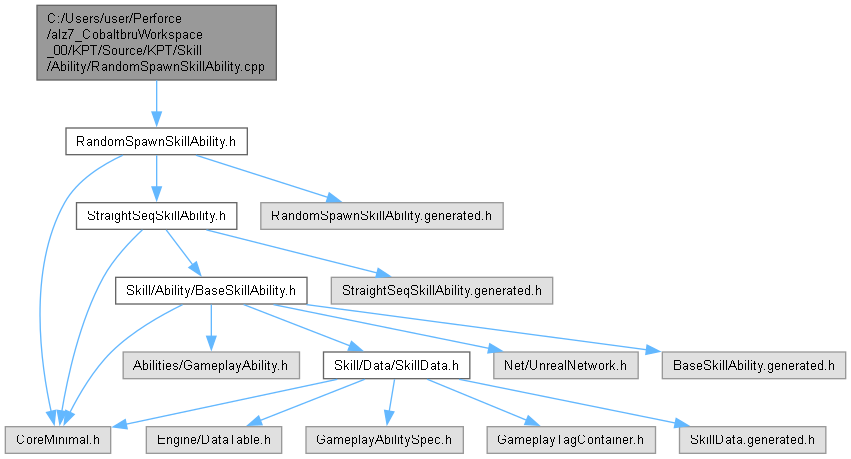 C:/Users/user/Perforce
/alz7_CobaltbruWorkspace
_00/KPT/Source/KPT/Skill
/Ability/RandomSpawnSkillAbility.cpp
RandomSpawnSkillAbility.h
StraightSeqSkillAbility.h
RandomSpawnSkillAbility.generated.h
Skill/Ability/BaseSkillAbility.h
StraightSeqSkillAbility.generated.h
Abilities/GameplayAbility.h
Skill/Data/SkillData.h
Net/UnrealNetwork.h
BaseSkillAbility.generated.h
CoreMinimal.h
Engine/DataTable.h
GameplayAbilitySpec.h
GameplayTagContainer.h
SkillData.generated.h